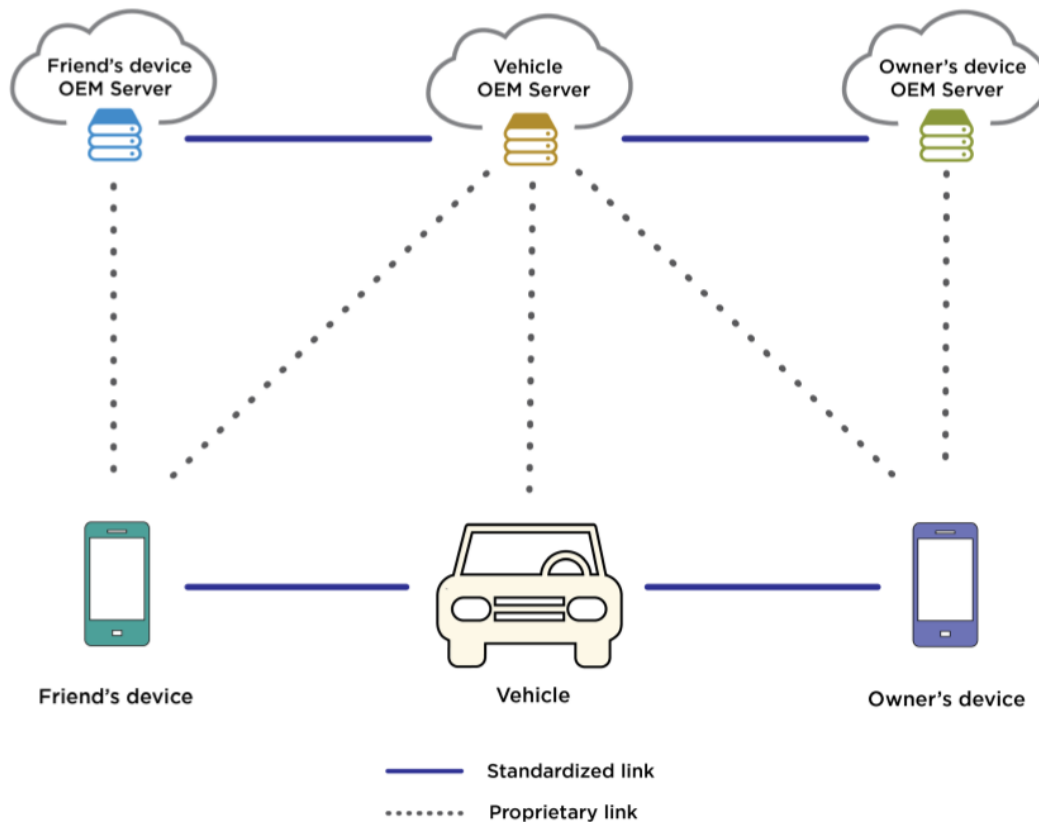 Friend's device
OEM Server
Vehicle
OEM Server
Owner's device
OEM Server
Friend's device
Vehicle
Owner's device
Standardized link
Proprietary link